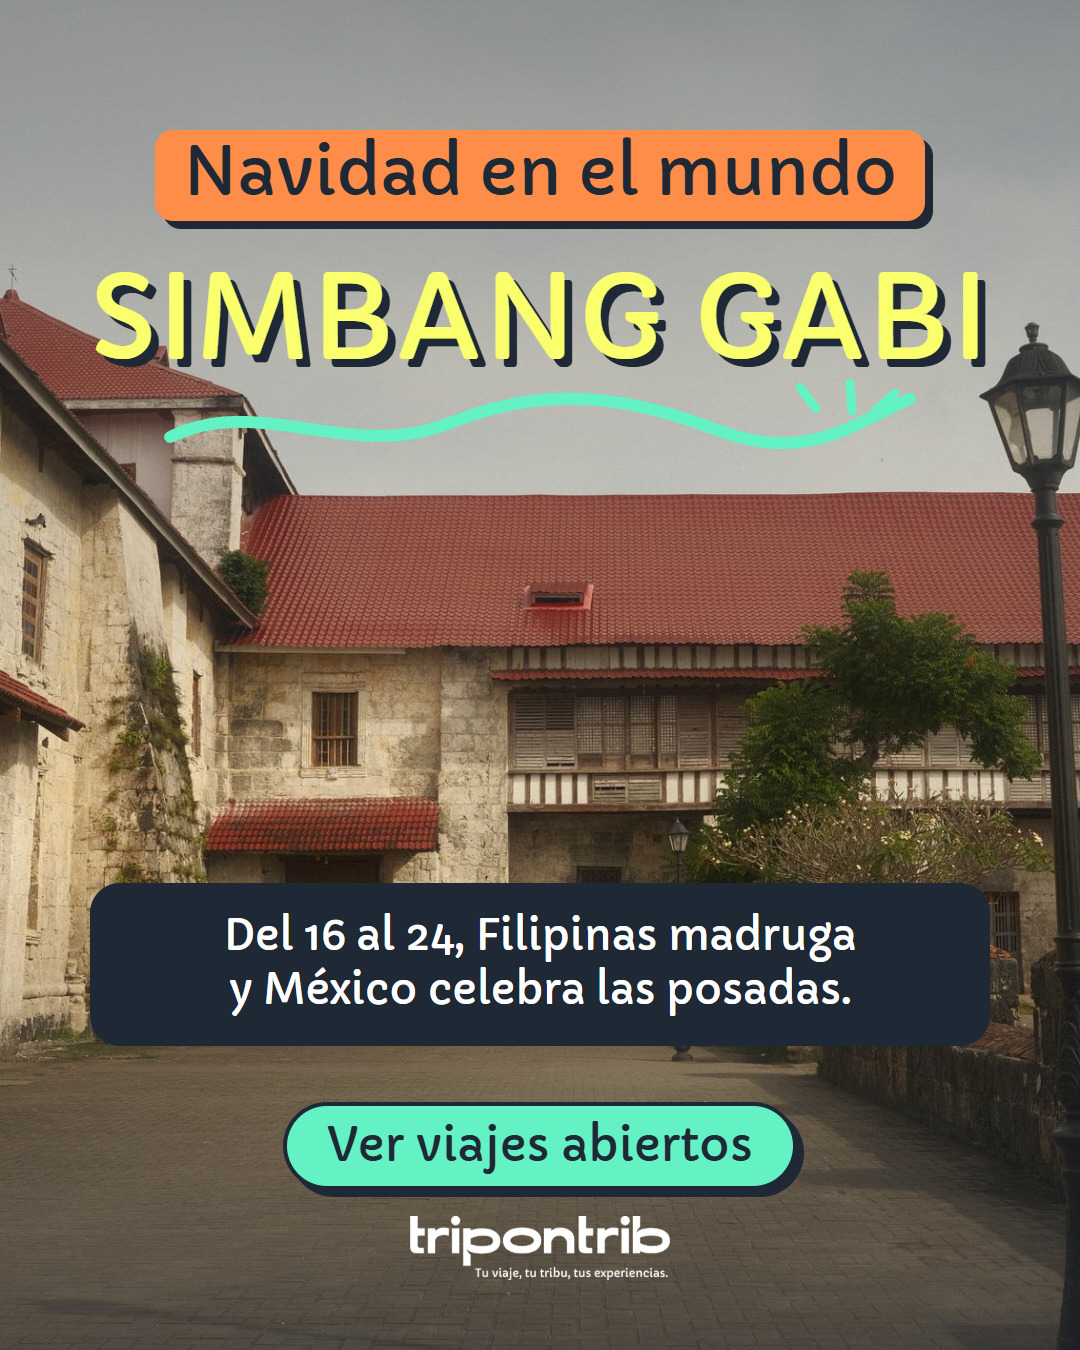 Navidad en el mundo
SIMBANG GABI
Del 16 al 24, Filipinas madruga
y México celebra las posadas.
Ver viajes abiertos
tripontrib
Tu viaje, tu tribu, tus experiencias.